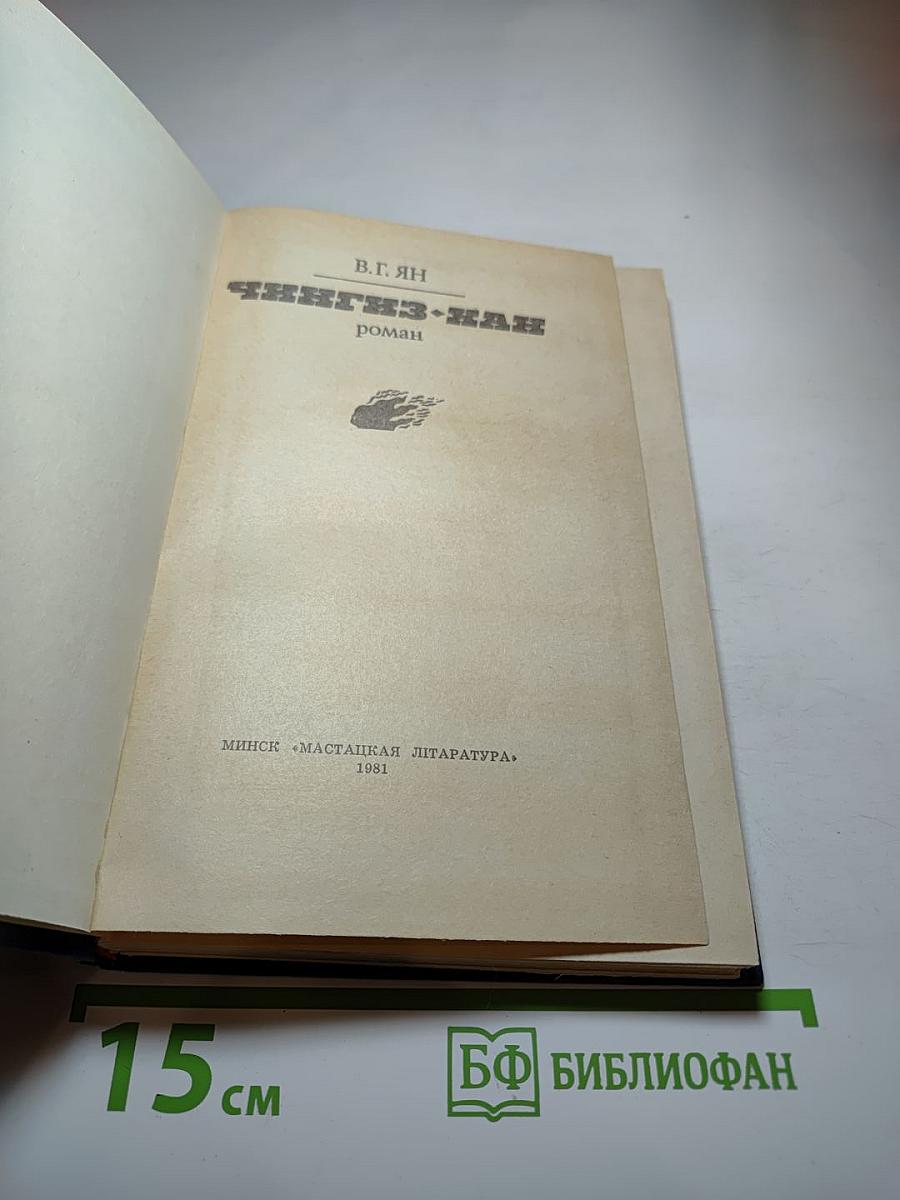 В.Г. ЯН
ЧИНГИЗ-ХАН
роман
МИНСК «МАСТАЦКАЯ ЛІТАРАТУРА»
1981
15 см
БФ БИБЛИОФАН